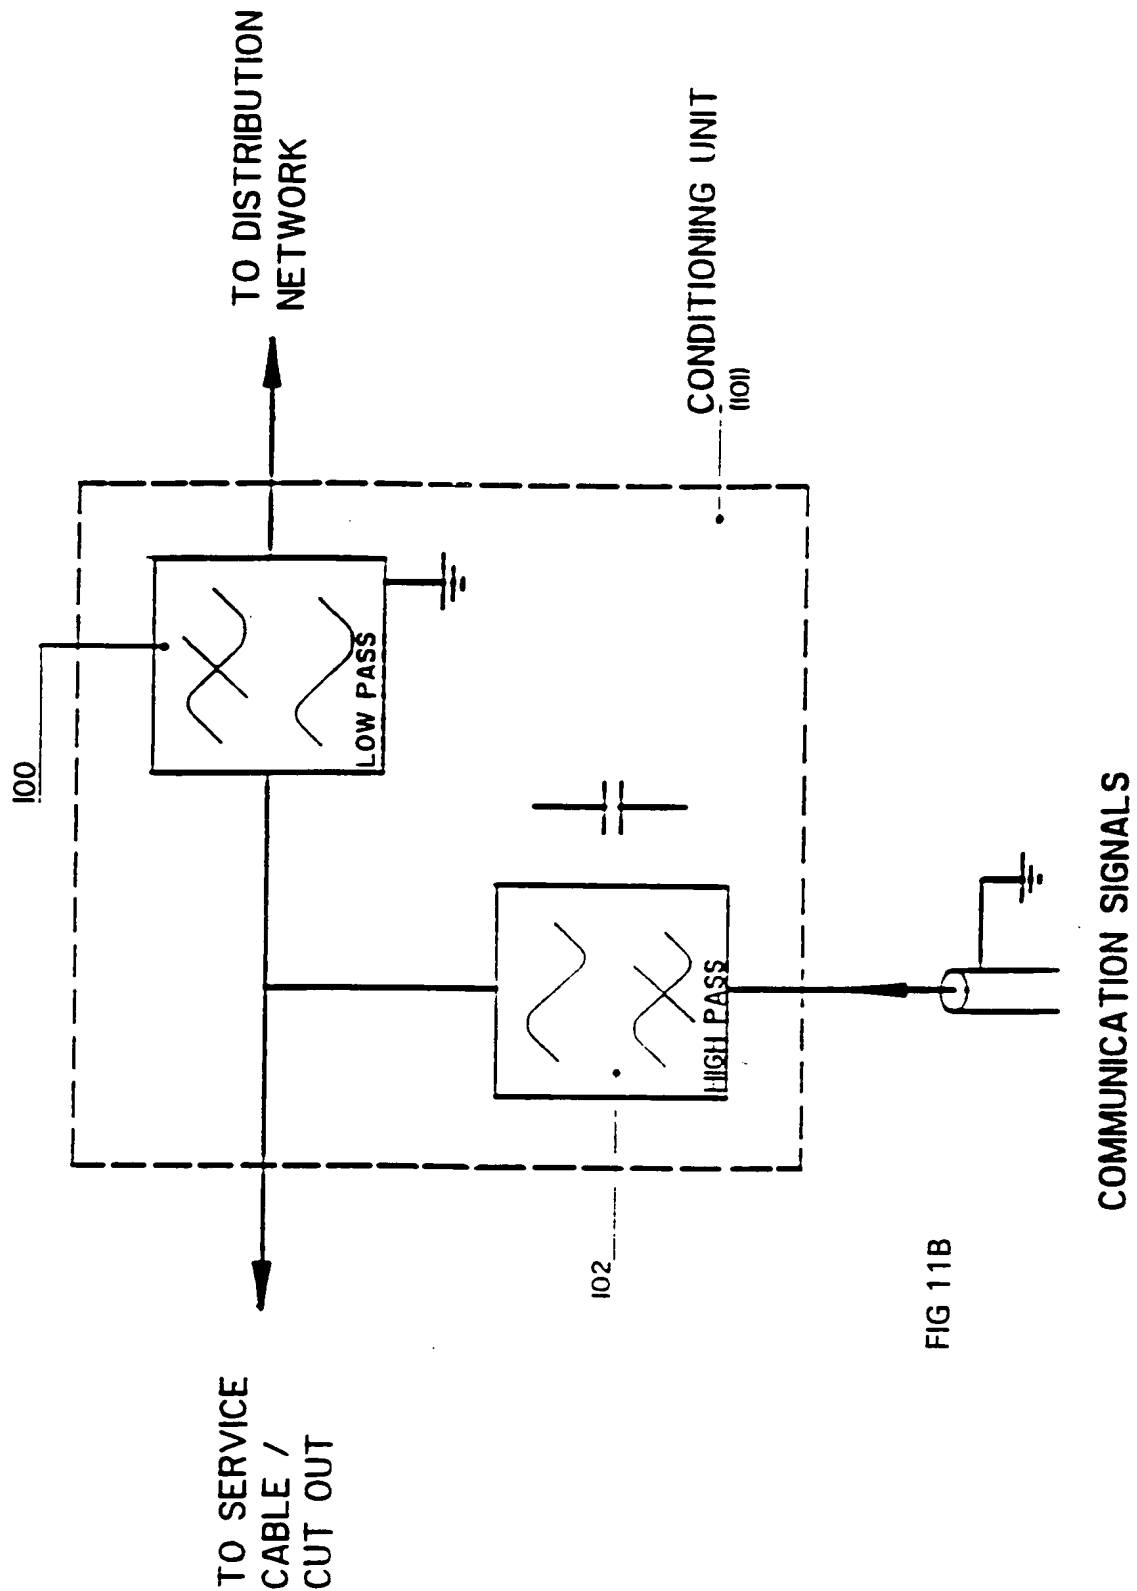 100
TO DISTRIBUTION
NETWORK
LOW PASS
CONDITIONING UNIT
(101)
HIGH PASS
102
TO SERVICE
CABLE /
CUT OUT
FIG 11B
COMMUNICATION SIGNALS